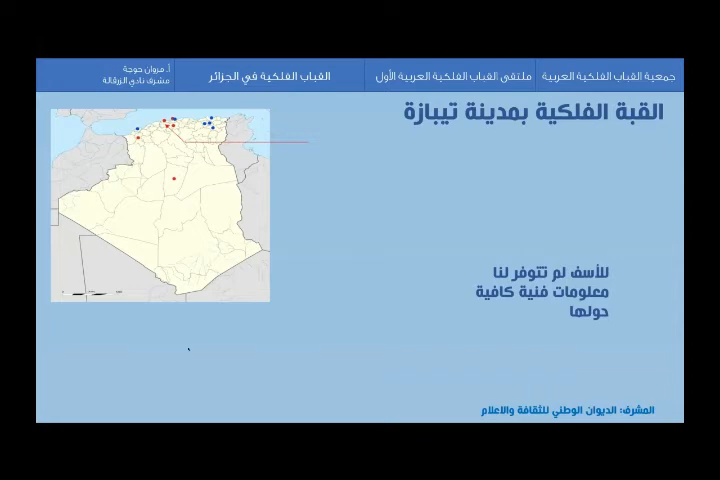 جمعية القباب الفلكية العربية
ملتقى القباب الفلكية العربية الأول
القباب الفلكية في الجزائر
أ. مروان حوحة
مشرف نادي الزرقالة
القبة الفلكية بمدينة تيبازة
للأسف لم تتوفر لنا
معلومات فنية كافية
حولها
المشرف: الديوان الوطني للثقافة والاعلام